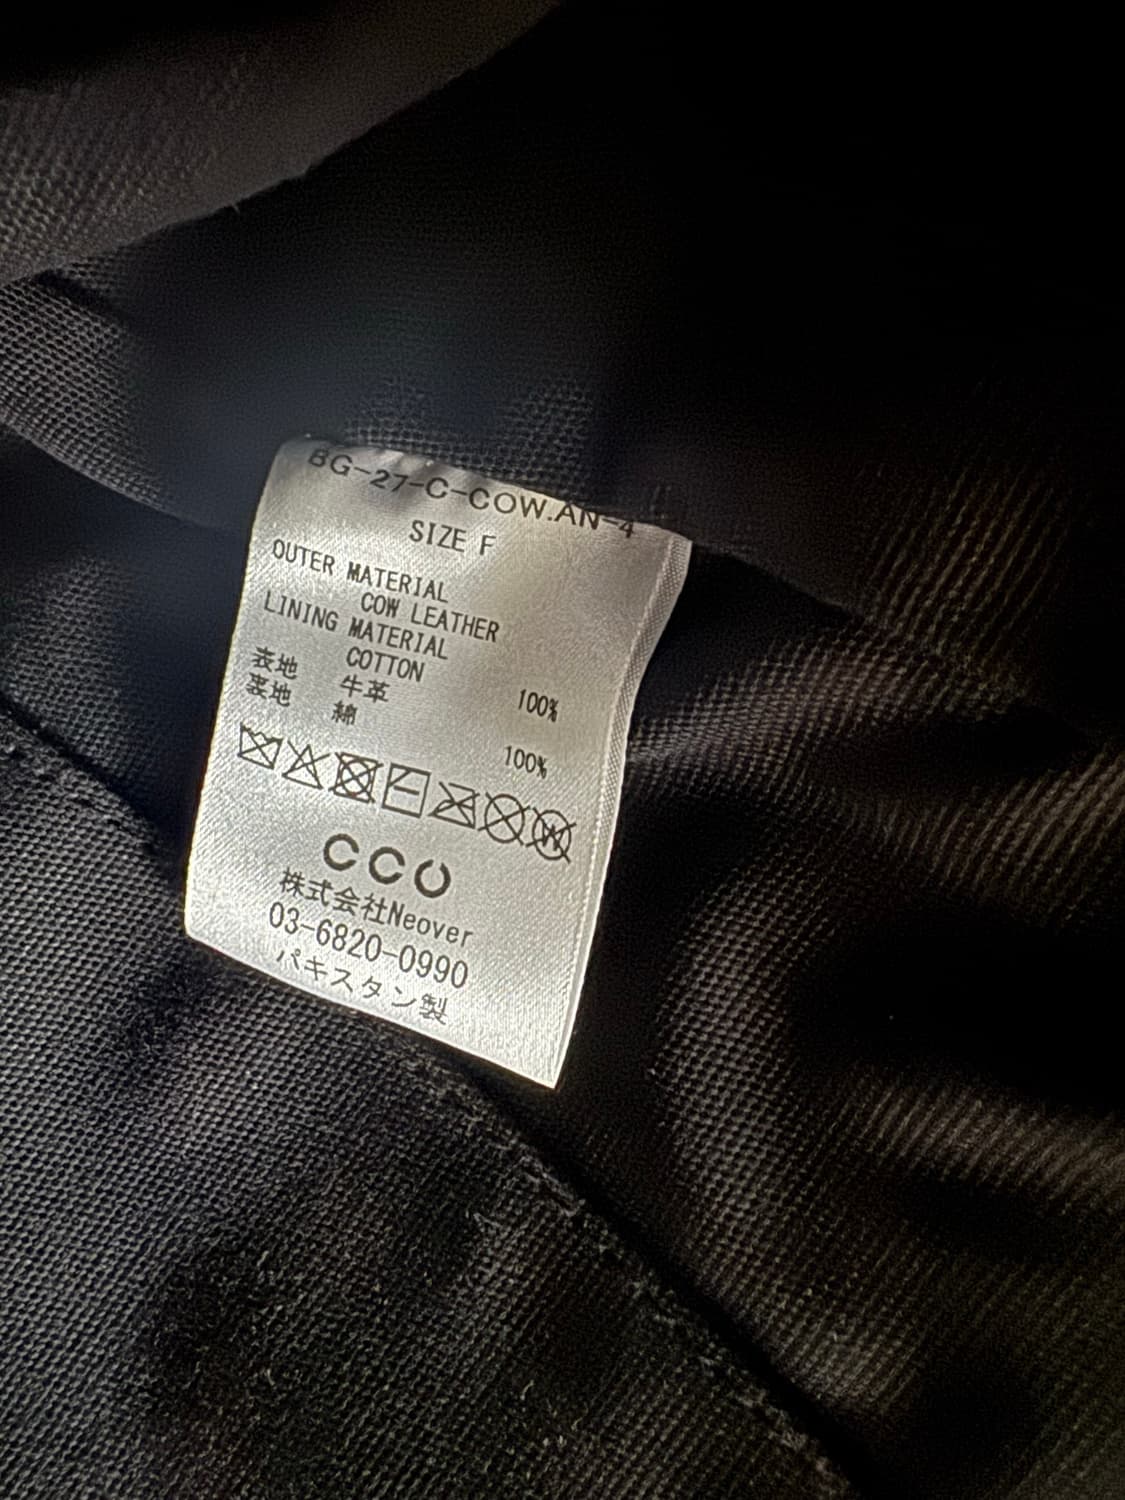 BG-27-C-COW.AN-4
SIZE F
OUTER MATERIAL
COW LEATHER
LINING MATERIAL
COTTON
表地 牛革 100%
裏地 綿 100%
CCO
株式会社Neover
03-6820-0990
パキスタン製